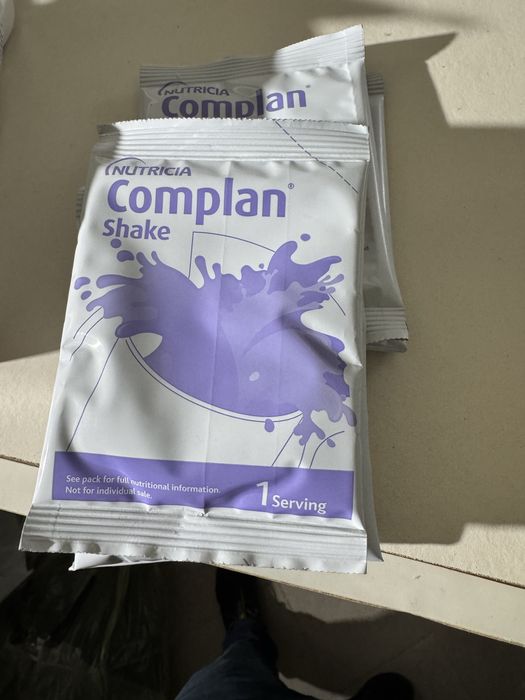 NUTRICIA
Complan
NUTRICIA
Complan®
Shake
See pack for full nutritional information.
Not for individual sale.
1 Serving